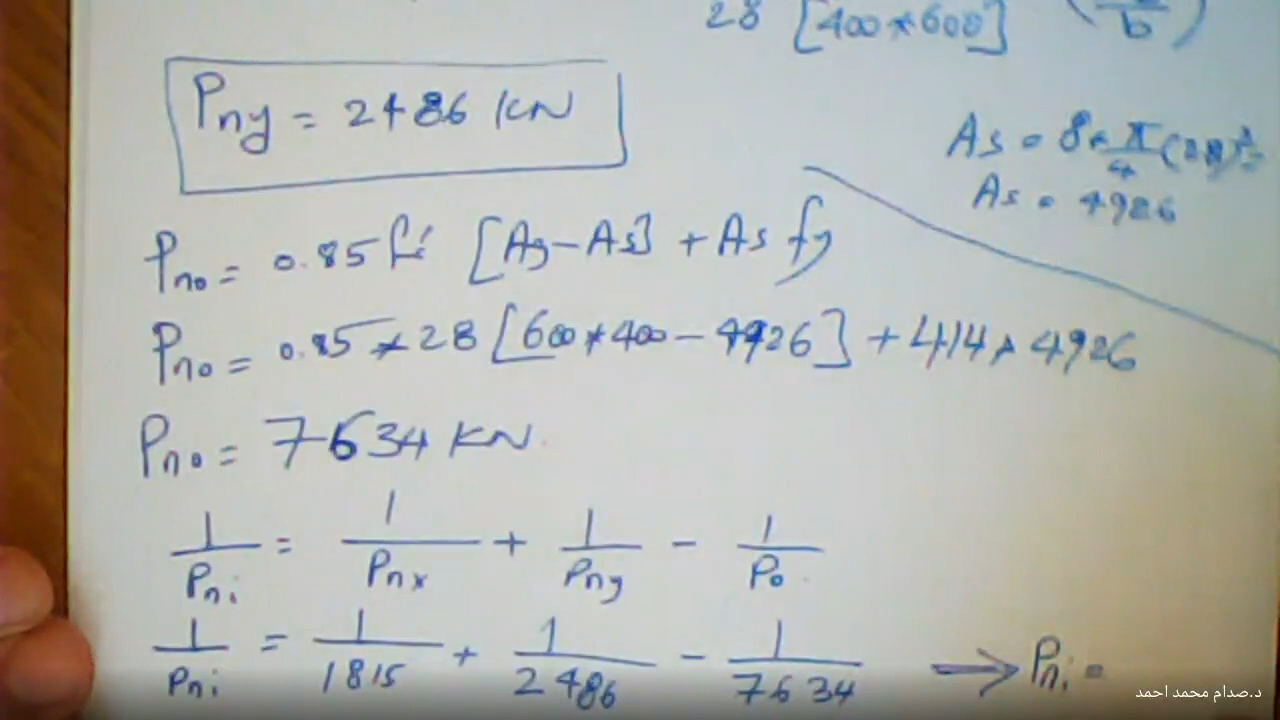 28 [400*600]
b
Pny = 2486 KN
As = 8*π/4(28)²=
As = 4926
Pno = 0.85 fc' [Ag-As] + As fy
Pno = 0.85*28 [600*400-4926] + 414*4926
Pno = 7634 KN
1/Pni = 1/Pnx + 1/Pny - 1/Po
1/Pni = 1/1815 + 1/2486 - 1/7634 → Pni =
د.صدام محمد احمد